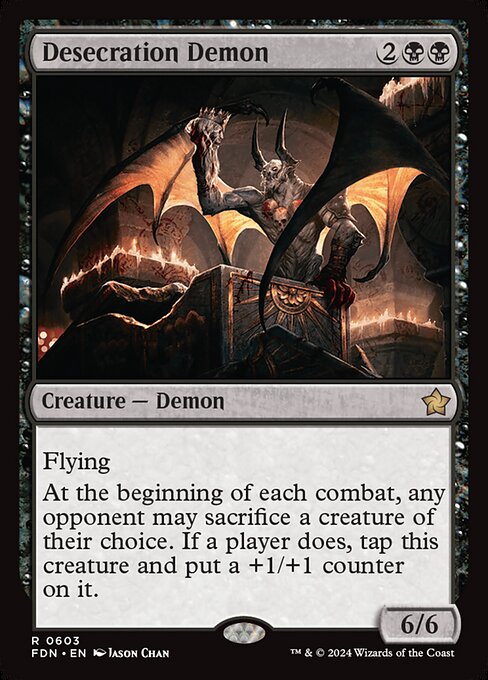 Desecration Demon 2
Creature — Demon
Flying
At the beginning of each combat, any
opponent may sacrifice a creature of
their choice. If a player does, tap this
creature and put a +1/+1 counter
on it.
6/6
R 0603
FDN • EN Jason Chan
™ & © 2024 Wizards of the Coast